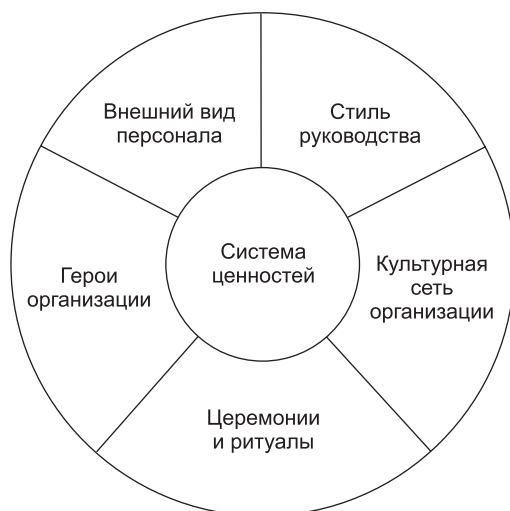 Внешний вид
персонала
Стиль
руководства
Система
ценностей
Герои
организации
Культурная
сеть
организации
Церемонии
и ритуалы